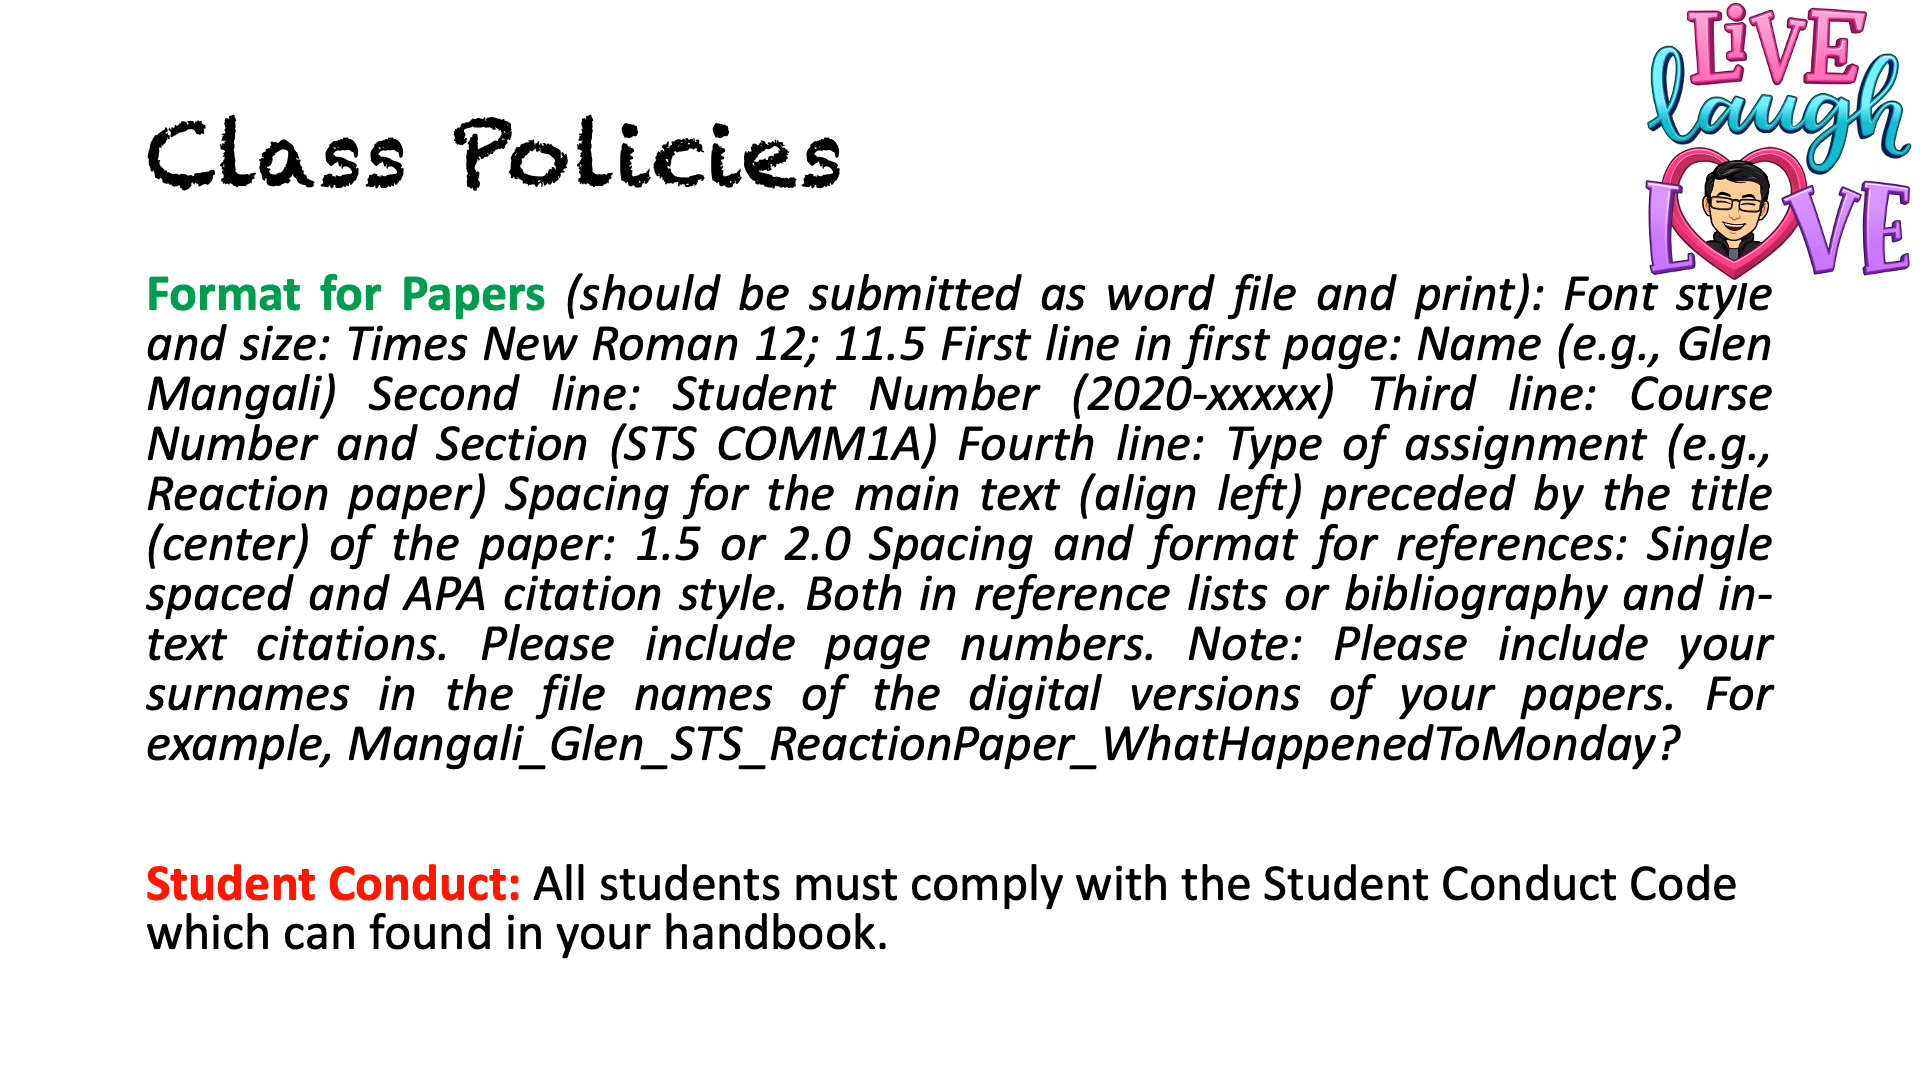 LiVE
laugh
LOVE
Class Policies
Format for Papers (should be submitted as word file and print): Font style
and size: Times New Roman 12; 11.5 First line in first page: Name (e.g., Glen
Mangali) Second line: Student Number (2020-xxxxx) Third line: Course
Number and Section (STS COMM1A) Fourth line: Type of assignment (e.g.,
Reaction paper) Spacing for the main text (align left) preceded by the title
(center) of the paper: 1.5 or 2.0 Spacing and format for references: Single
spaced and APA citation style. Both in reference lists or bibliography and in-
text citations. Please include page numbers. Note: Please include your
surnames in the file names of the digital versions of your papers. For
example, Mangali_Glen_STS_ReactionPaper_WhatHappenedToMonday?
Student Conduct: All students must comply with the Student Conduct Code
which can found in your handbook.